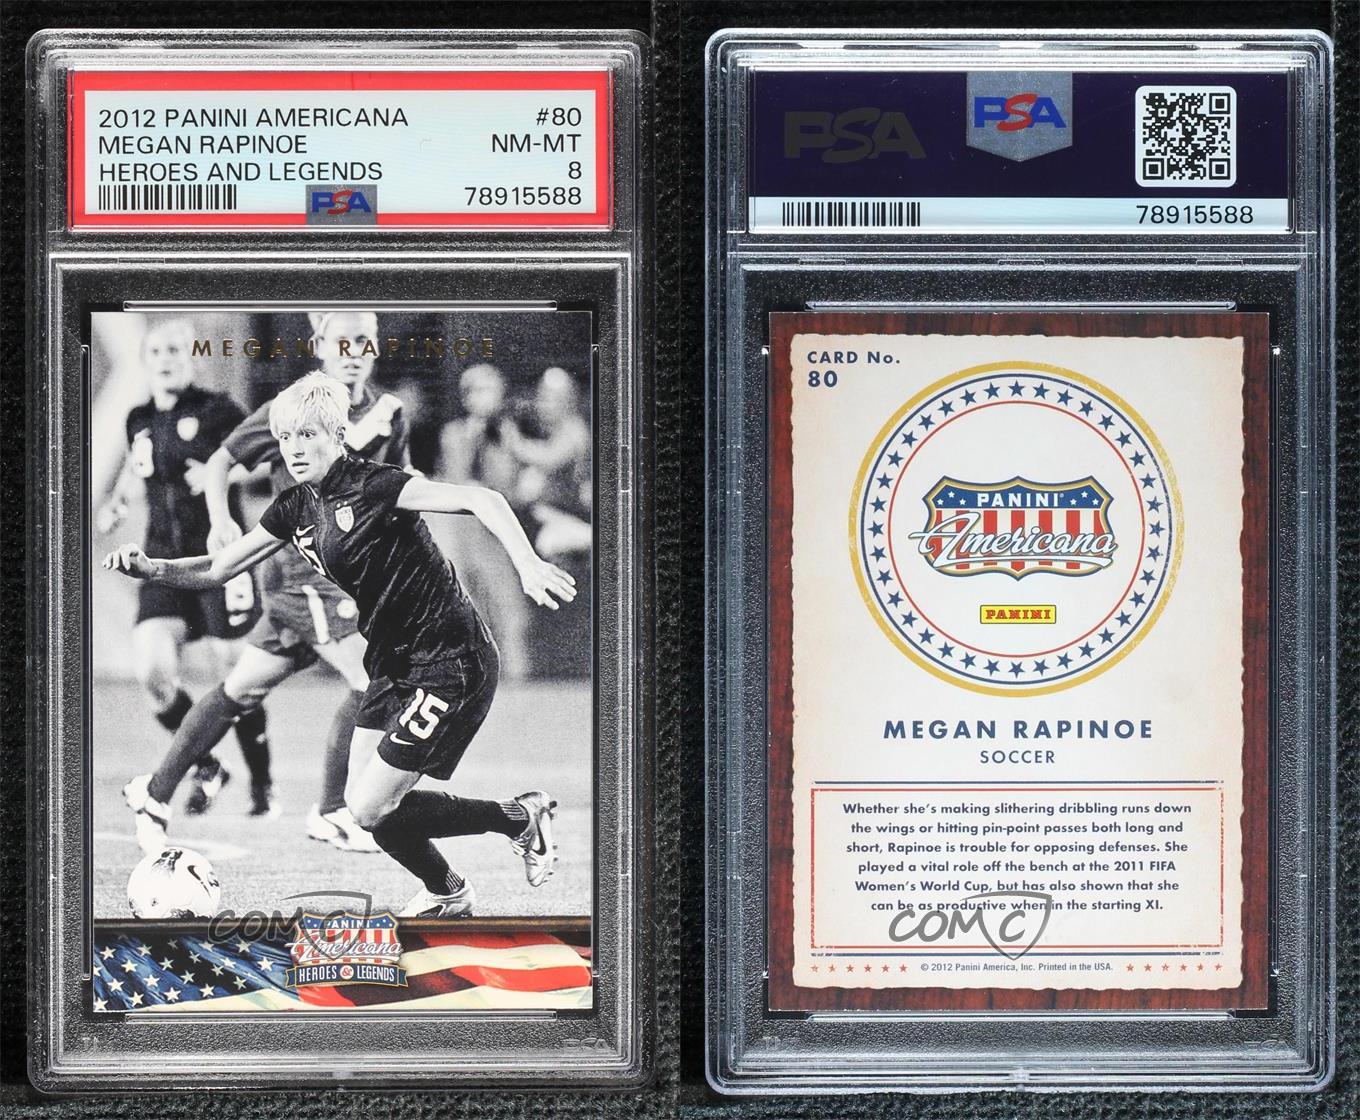 2012 PANINI AMERICANA #80
MEGAN RAPINOE NM-MT
HEROES AND LEGENDS 8
PSA 78915588
MEGAN RAPINOE
15
COMC
PANINI
Americana
HEROES & LEGENDS
PSA
PSA PSA
78915588
CARD No.
80
PANINI
Americana
PANINI
MEGAN RAPINOE
SOCCER
Whether she's making slithering dribbling runs down
the wings or hitting pin-point passes both long and
short, Rapinoe is trouble for opposing defenses. She
played a vital role off the bench at the 2011 FIFA
Women's World Cup, but has also shown that she
can be as productive when in the starting XI.
COMC
© 2012 Panini America, Inc. Printed in the USA.
PSA